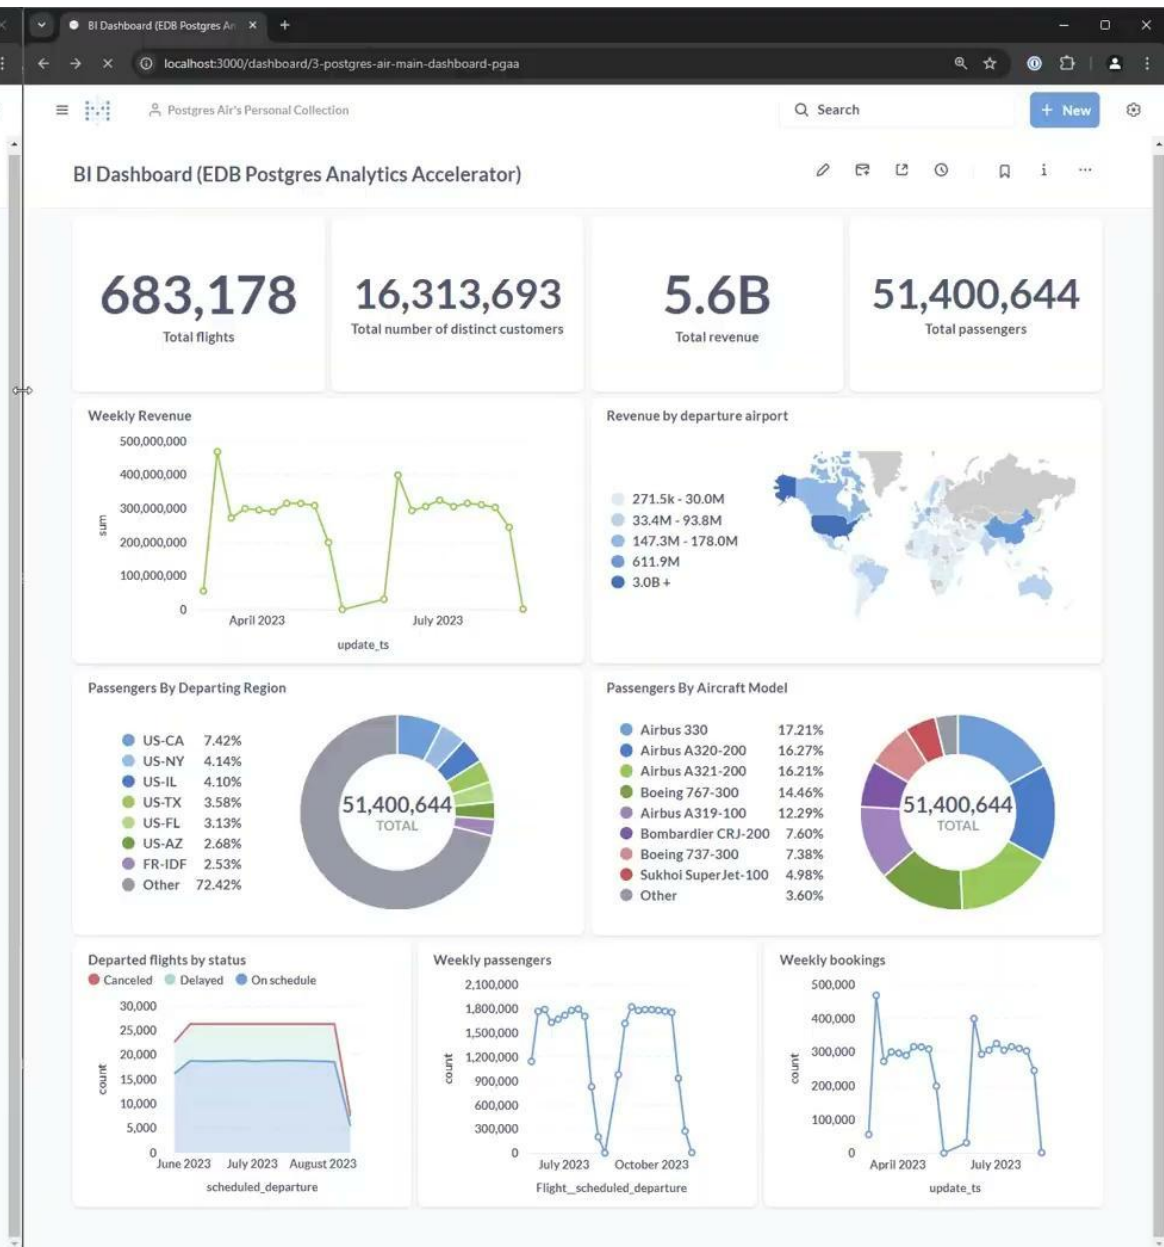 BI Dashboard (EDB Postgres An
localhost:3000/dashboard/3-postgres-air-main-dashboard-pgaa
Postgres Air's Personal Collection
Search
+ New
BI Dashboard (EDB Postgres Analytics Accelerator)
683,178
Total flights
16,313,693
Total number of distinct customers
5.6B
Total revenue
51,400,644
Total passengers
Weekly Revenue
500,000,000
400,000,000
300,000,000
200,000,000
100,000,000
0
sum
April 2023
July 2023
update_ts
Revenue by departure airport
271.5k - 30.0M
33.4M - 93.8M
147.3M - 178.0M
611.9M
3.0B +
Passengers By Departing Region
US-CA 7.42%
US-NY 4.14%
US-IL 4.10%
US-TX 3.58%
US-FL 3.13%
US-AZ 2.68%
FR-IDF 2.53%
Other 72.42%
51,400,644
TOTAL
Passengers By Aircraft Model
Airbus 330 17.21%
Airbus A320-200 16.27%
Airbus A321-200 16.21%
Boeing 767-300 14.46%
Airbus A319-100 12.29%
Bombardier CRJ-200 7.60%
Boeing 737-300 7.38%
Sukhoi SuperJet-100 4.98%
Other 3.60%
51,400,644
TOTAL
Departed flights by status
Canceled Delayed On schedule
30,000
25,000
20,000
15,000
10,000
5,000
0
count
June 2023 July 2023 August 2023
scheduled_departure
Weekly passengers
2,100,000
1,800,000
1,500,000
1,200,000
900,000
600,000
300,000
0
count
July 2023 October 2023
Flight__scheduled_departure
Weekly bookings
500,000
400,000
300,000
200,000
100,000
0
count
April 2023 July 2023
update_ts